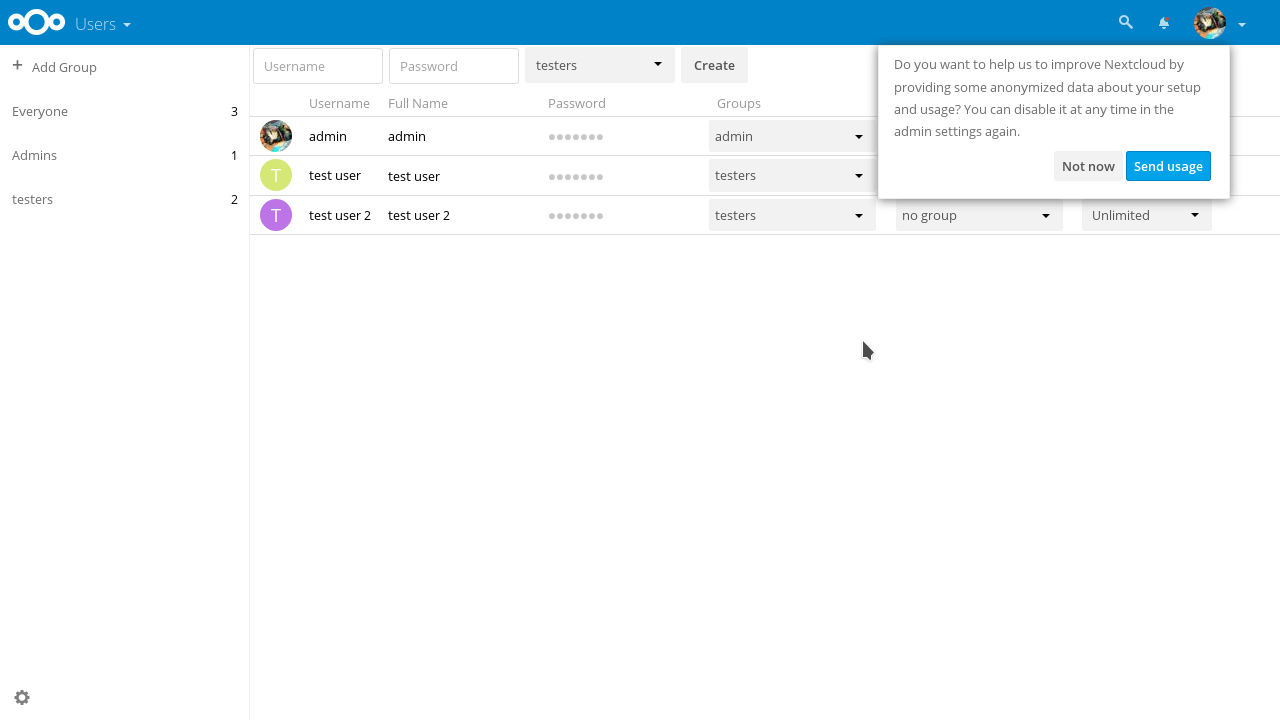 Users
Add Group
Everyone 3
Admins 1
testers 2
Username Password testers Create
Username Full Name Password Groups
admin admin admin
T test user test user testers
T test user 2 test user 2 testers no group Unlimited
Do you want to help us to improve Nextcloud by
providing some anonymized data about your setup
and usage? You can disable it at any time in the
admin settings again.
Not now Send usage